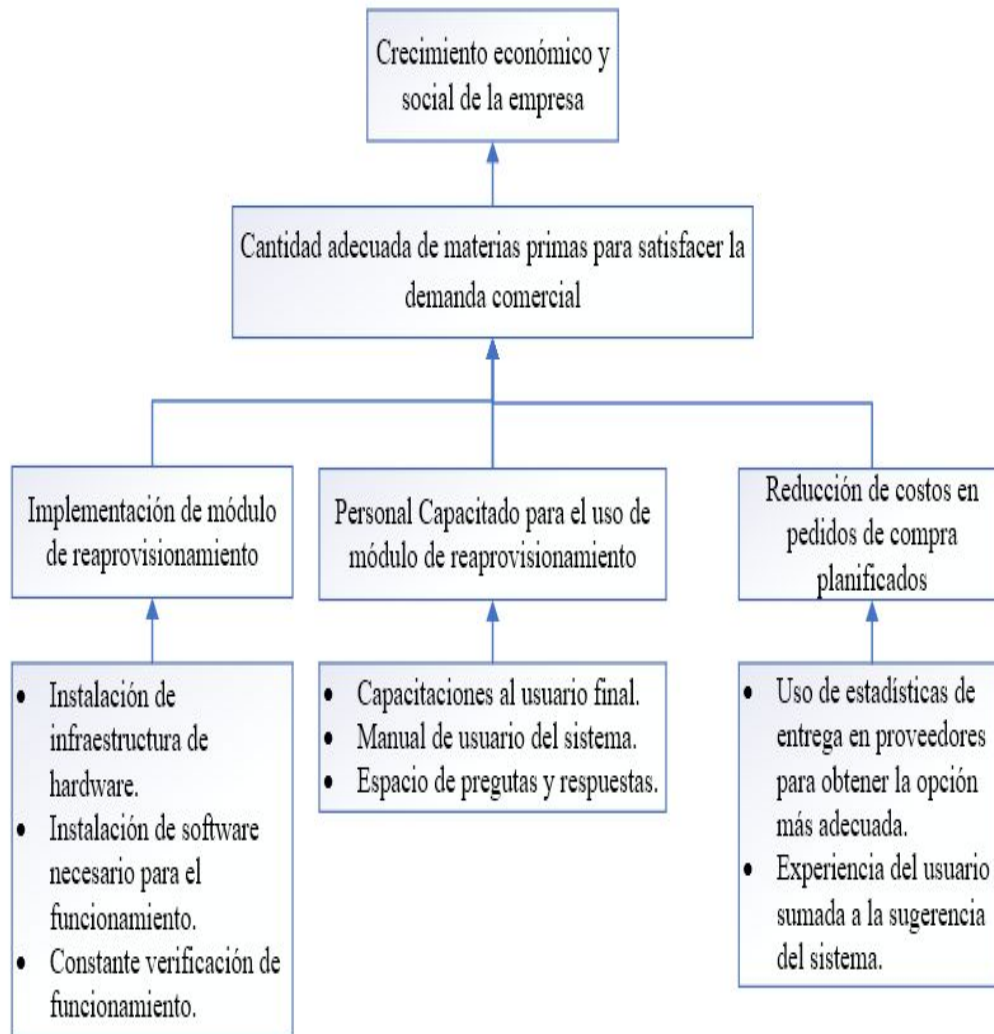 Crecimiento económico y
social de la empresa
Cantidad adecuada de materias primas para satisfacer la
demanda comercial
Implementación de módulo
de reaprovisionamiento
Personal Capacitado para el uso de
módulo de reaprovisionamiento
Reducción de costos en
pedidos de compra
planificados
• Instalación de
infraestructura de
hardware.
• Instalación de software
necesario para el
funcionamiento.
• Constante verificación de
funcionamiento.
• Capacitaciones al usuario final.
• Manual de usuario del sistema.
• Espacio de pregutas y respuestas.
• Uso de estadísticas de
entrega en proveedores
para obtener la opción
más adecuada.
• Experiencia del usuario
sumada a la sugerencia
del sistema.